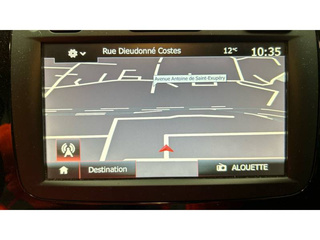 Rue Dieudonné Costes
12°C
10:35
Avenue Antoine de Saint-Exupéry
Destination
ALOUETTE